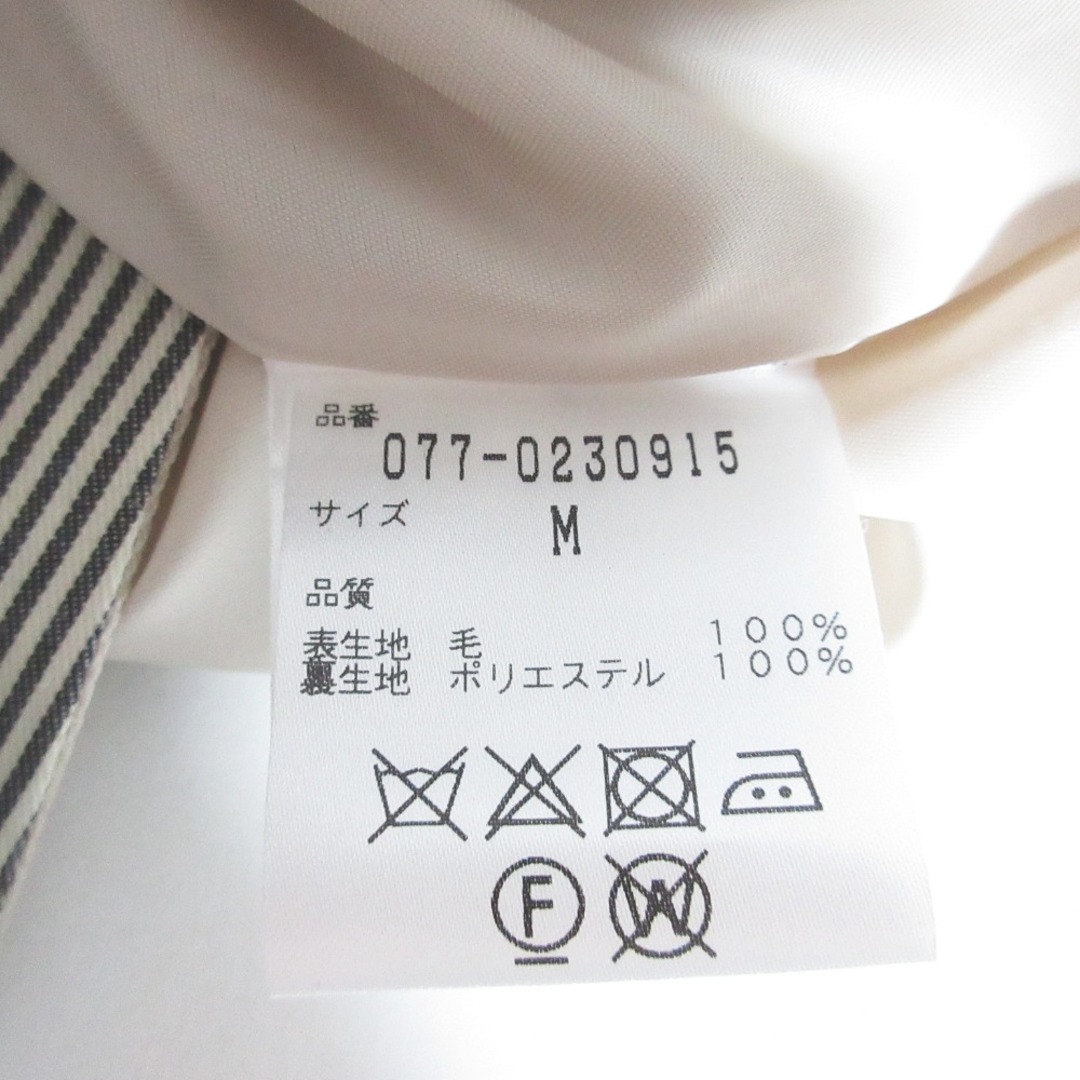 品番
077-0230915
サイズ M
品質
表生地 毛 100%
裏生地 ポリエステル 100%
F W